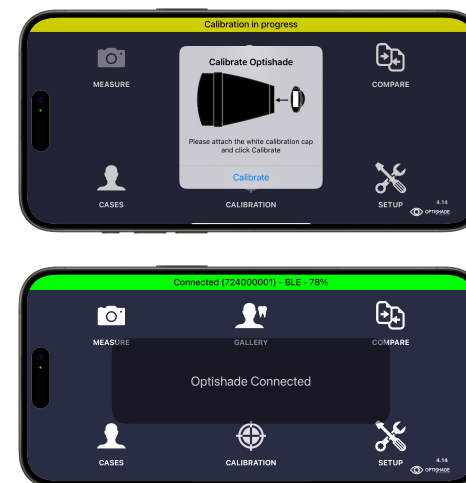 Calibration in progress
Calibrate Optishade
MEASURE
COMPARE
Please attach the white calibration cap
and click Calibrate
Calibrate
CASES
CALIBRATION
SETUP
4.14
OPTISHADE
Connected (724000001) - BLE - 78%
MEASURE
GALLERY
COMPARE
Optishade Connected
CASES
CALIBRATION
SETUP
4.14
OPTISHADE